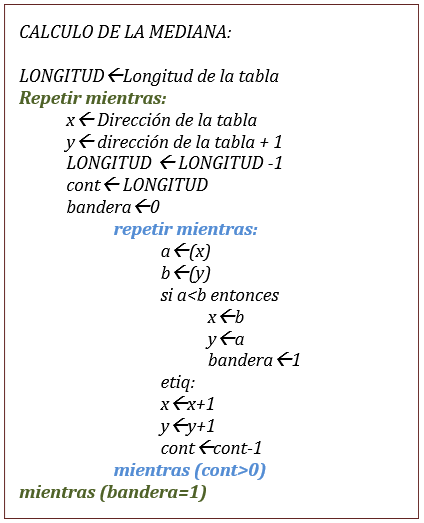 CALCULO DE LA MEDIANA:
LONGITUD←Longitud de la tabla
Repetir mientras:
x← Dirección de la tabla
y← dirección de la tabla + 1
LONGITUD ← LONGITUD -1
cont← LONGITUD
bandera←0
repetir mientras:
a←(x)
b←(y)
si a<b entonces
x←b
y←a
bandera←1
etiq:
x←x+1
y←y+1
cont←cont-1
mientras (cont>0)
mientras (bandera=1)